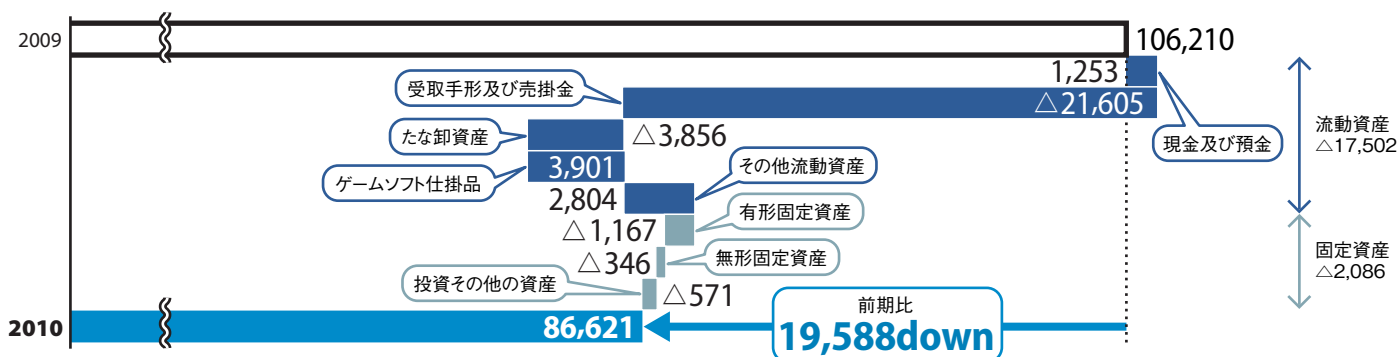 2009
106,210
1,253
現金及び預金
受取手形及び売掛金
△21,605
たな卸資産
△3,856
ゲームソフト仕掛品
3,901
2,804
その他流動資産
流動資産
△17,502
△1,167
有形固定資産
△346
無形固定資産
投資その他の資産
△571
固定資産
△2,086
2010
86,621
前期比
19,588down